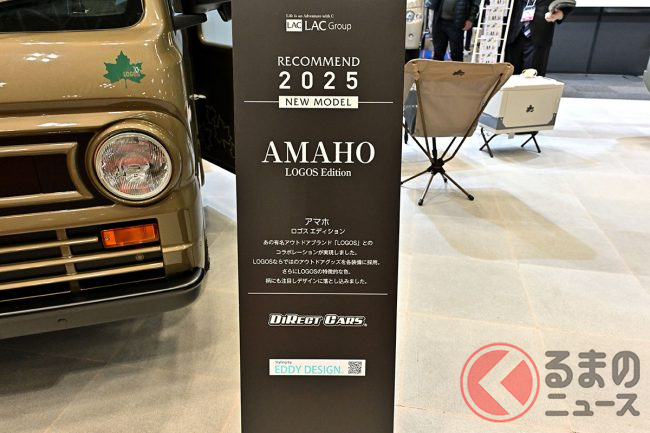 Life is an Adventure with C
LAC LAC Group
RECOMMEND
2025
NEW MODEL
AMAHO
LOGOS Edition
アマホ
ロゴス エディション
あの有名アウトドアブランド「LOGOS」との
コラボレーションが実現しました。
LOGOSならではのアウトドアグッズを各装備に採用。
さらにLOGOSの特徴的な色、
柄にも注目しデザインに落とし込みました。
DiRect CaRs
Styling by
EDDY DESIGN.
LOGOS
くるまの
ニュース